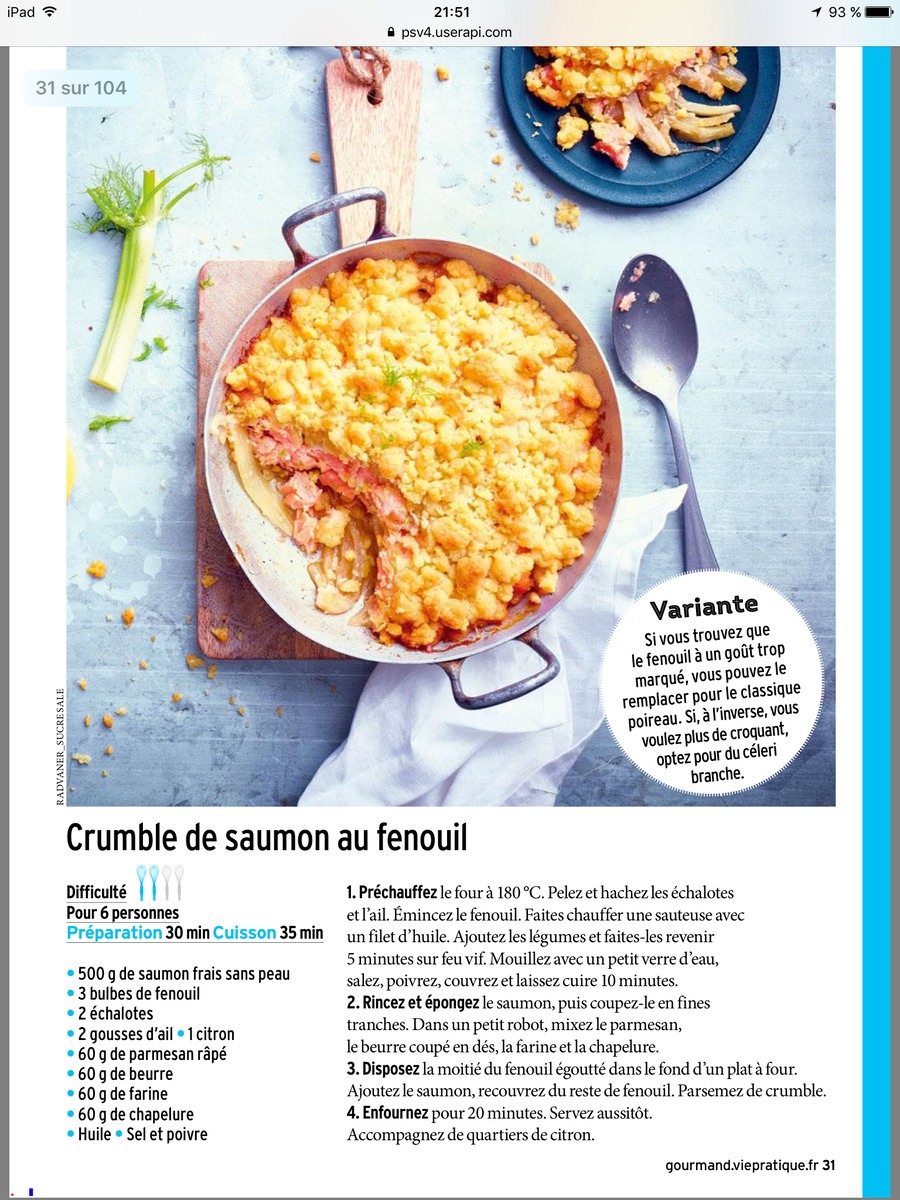 iPad
21:51
93 %
psv4.userapi.com
31 sur 104
Variante
Si vous trouvez que
le fenouil à un goût trop
marqué, vous pouvez le
remplacer pour le classique
poireau. Si, à l’inverse, vous
voulez plus de croquant,
optez pour du céleri
branche.
RADVANER_SUCRESALE
Crumble de saumon au fenouil
Difficulté
Pour 6 personnes
Préparation 30 min Cuisson 35 min
• 500 g de saumon frais sans peau
• 3 bulbes de fenouil
• 2 échalotes
• 2 gousses d’ail • 1 citron
• 60 g de parmesan râpé
• 60 g de beurre
• 60 g de farine
• 60 g de chapelure
• Huile • Sel et poivre
1. Préchauffez le four à 180 °C. Pelez et hachez les échalotes
et l’ail. Émincez le fenouil. Faites chauffer une sauteuse avec
un filet d’huile. Ajoutez les légumes et faites-les revenir
5 minutes sur feu vif. Mouillez avec un petit verre d’eau,
salez, poivrez, couvrez et laissez cuire 10 minutes.
2. Rincez et épongez le saumon, puis coupez-le en fines
tranches. Dans un petit robot, mixez le parmesan,
le beurre coupé en dés, la farine et la chapelure.
3. Disposez la moitié du fenouil égoutté dans le fond d’un plat à four.
Ajoutez le saumon, recouvrez du reste de fenouil. Parsemez de crumble.
4. Enfournez pour 20 minutes. Servez aussitôt.
Accompagnez de quartiers de citron.
gourmand.viepratique.fr 31